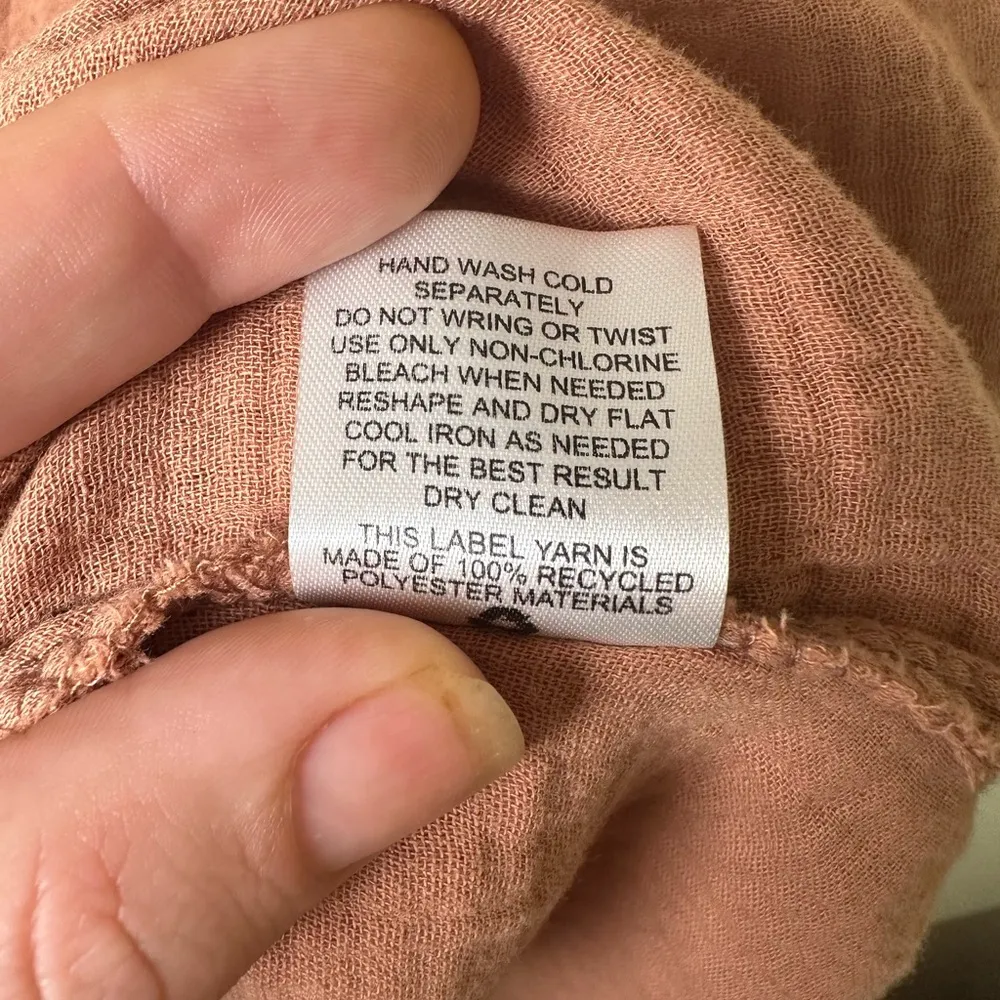 HAND WASH COLD
SEPARATELY
DO NOT WRING OR TWIST
USE ONLY NON-CHLORINE
BLEACH WHEN NEEDED
RESHAPE AND DRY FLAT
COOL IRON AS NEEDED
FOR THE BEST RESULT
DRY CLEAN
THIS LABEL YARN IS
MADE OF 100% RECYCLED
POLYESTER MATERIALS